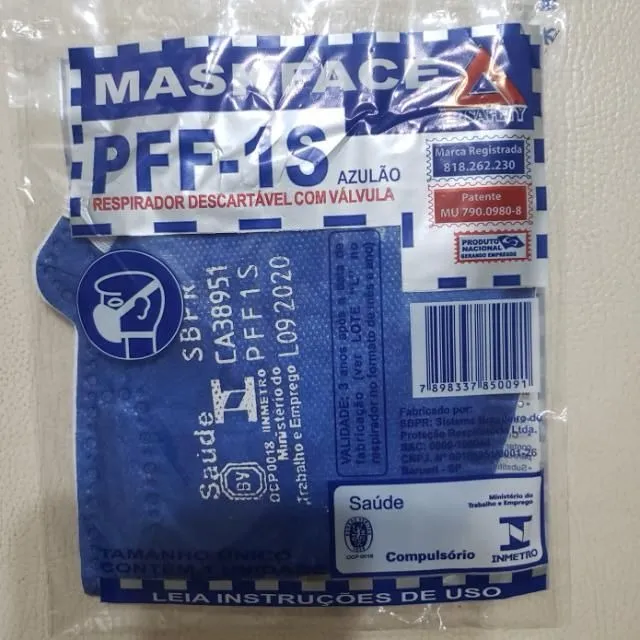 MASK FACE
SAFETY
PFF-1S
AZULÃO
RESPIRADOR DESCARTÁVEL COM VÁLVULA
Marca Registrada
818.262.230
Patente
MU 790.0980-8
PRODUTO
NACIONAL
GERANDO EMPREGOS
SBPR
CA38951
PFF1S
L09 2020
Saúde
BV
OCP0018 INMETRO
Ministério do
Trabalho e Emprego
VALIDADE: 3 anos após a data de
fabricação (ver LOTE "L" no
respirador no formato de mês e ano)
7 898337 850091
Fabricado por:
SBPR: Sistema Brasileiro de
Proteção Respiratória Ltda.
Barueri - SP
Saúde
OCP-0018
Compulsório
Ministério do
Trabalho e Emprego
INMETRO
TAMANHO ÚNICO
CONTÉM 1 UNIDADE
LEIA INSTRUÇÕES DE USO